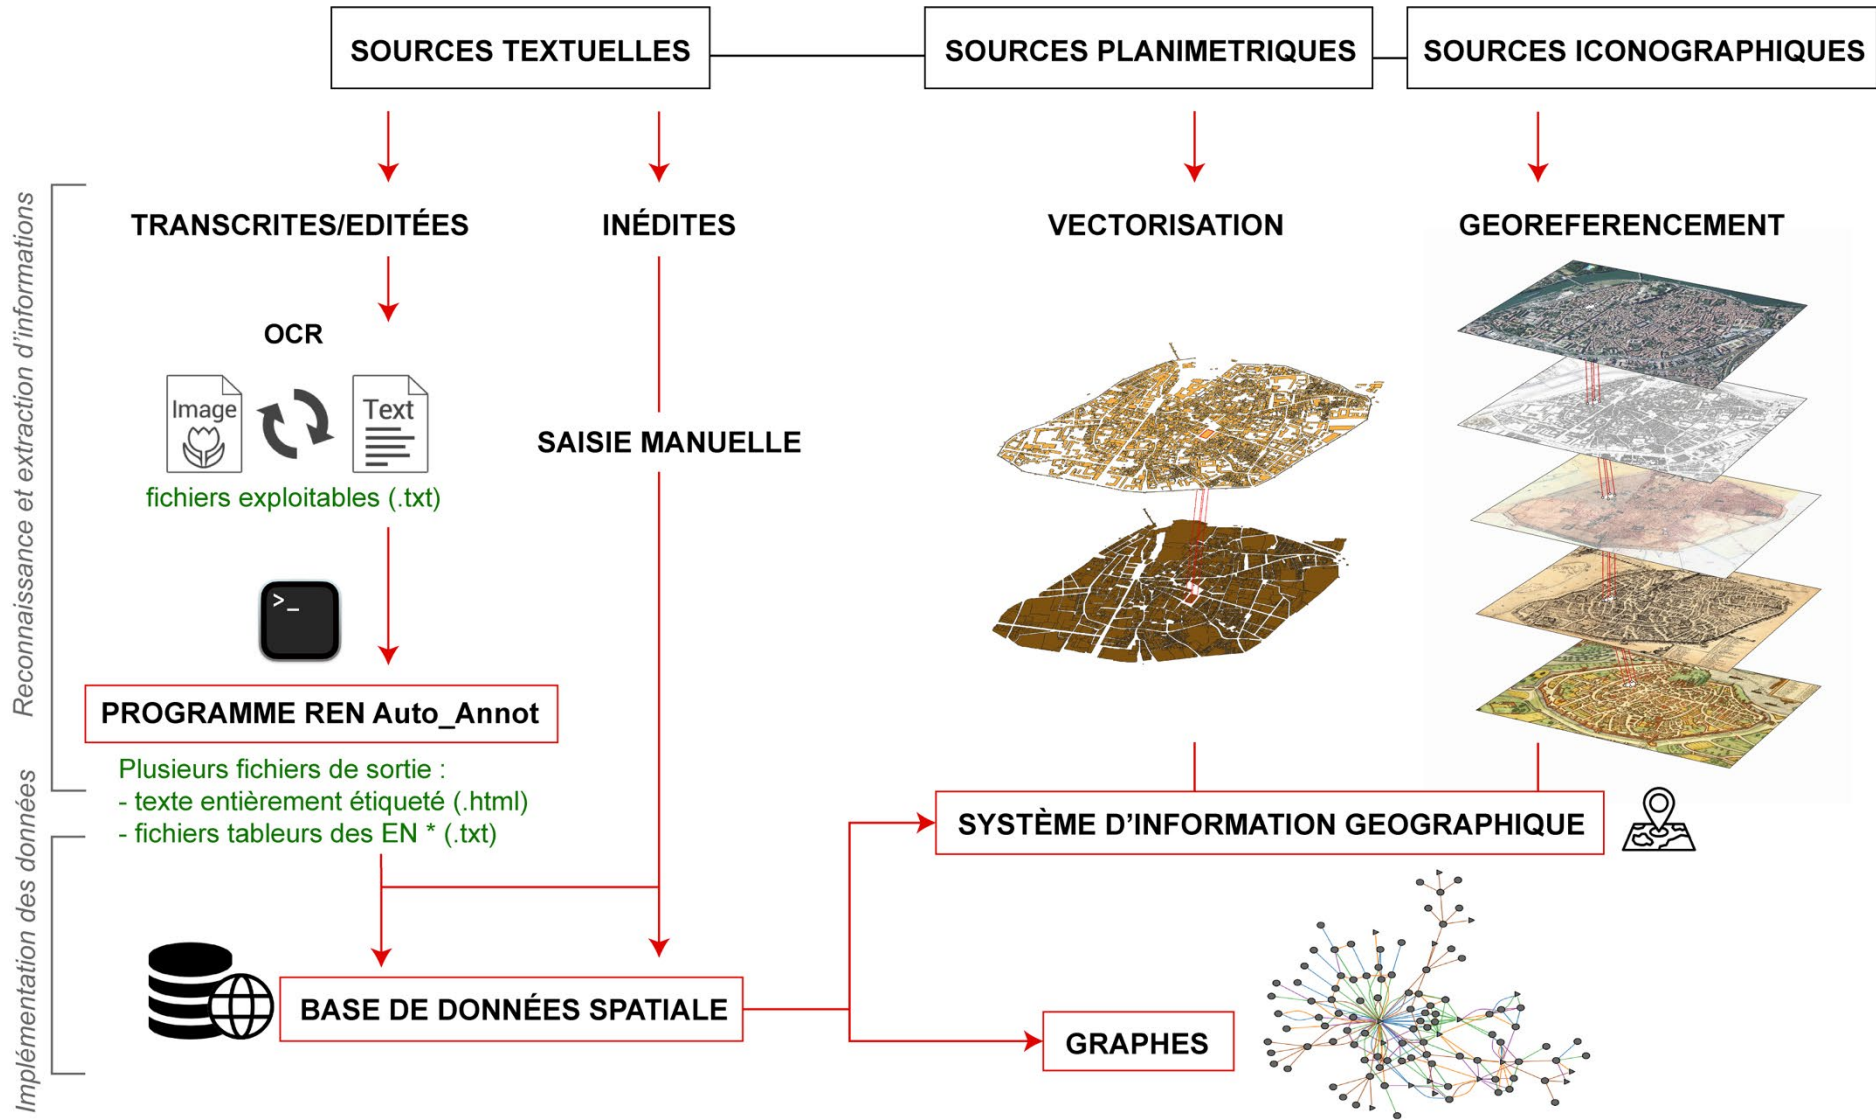 SOURCES TEXTUELLES
SOURCES PLANIMETRIQUES
SOURCES ICONOGRAPHIQUES
Reconnaissance et extraction d'informations
TRANSCRITES/EDITÉES
INÉDITES
VECTORISATION
GEOREFERENCEMENT
OCR
Image
Text
fichiers exploitables (.txt)
SAISIE MANUELLE
>_
PROGRAMME REN Auto_Annot
Plusieurs fichiers de sortie :
- texte entièrement étiqueté (.html)
- fichiers tableurs des EN * (.txt)
SYSTÈME D'INFORMATION GEOGRAPHIQUE
Implémentation des données
BASE DE DONNÉES SPATIALE
GRAPHES